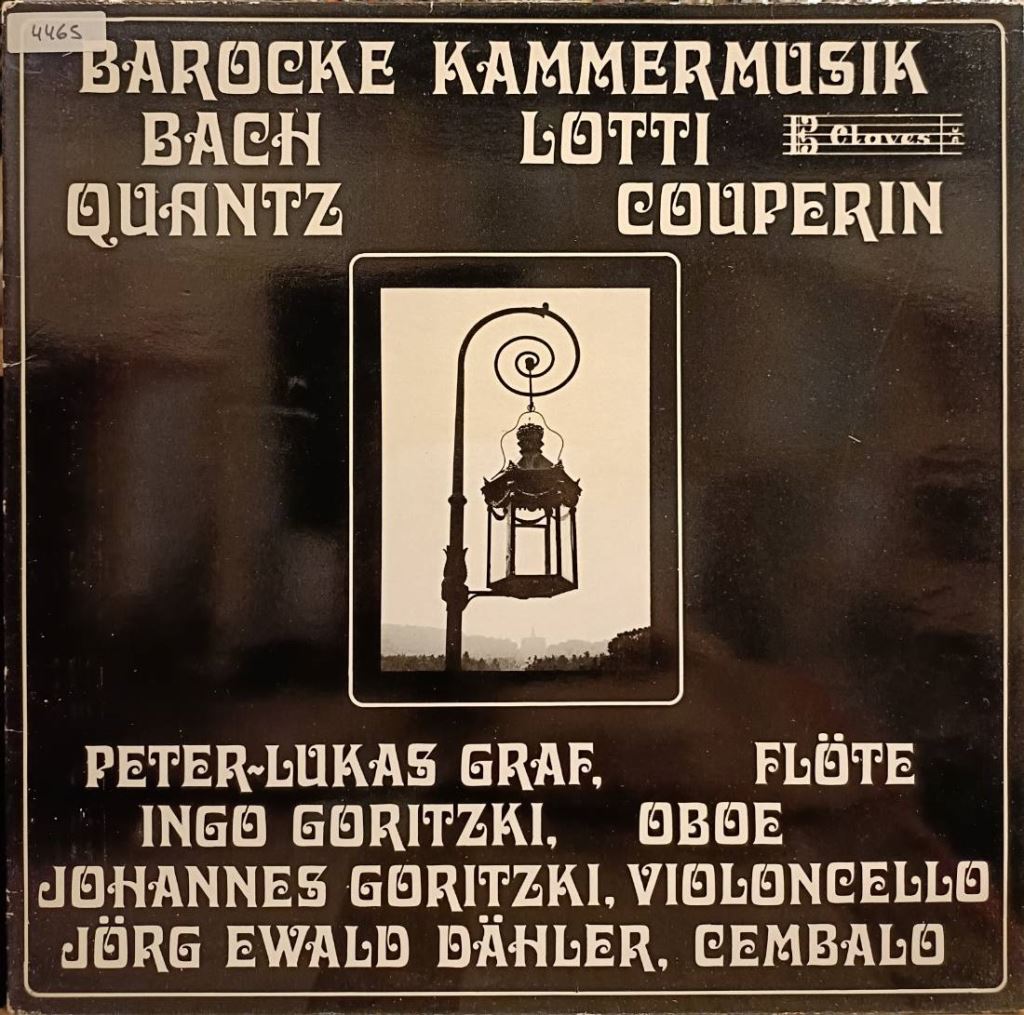 4465
BAROCKE KAMMERMUSIK
BACH LOTTI
Claves
QUANTZ COUPERIN
PETER-LUKAS GRAF, FLÖTE
INGO GORITZKI, OBOE
JOHANNES GORITZKI, VIOLONCELLO
JÖRG EWALD DÄHLER, CEMBALO